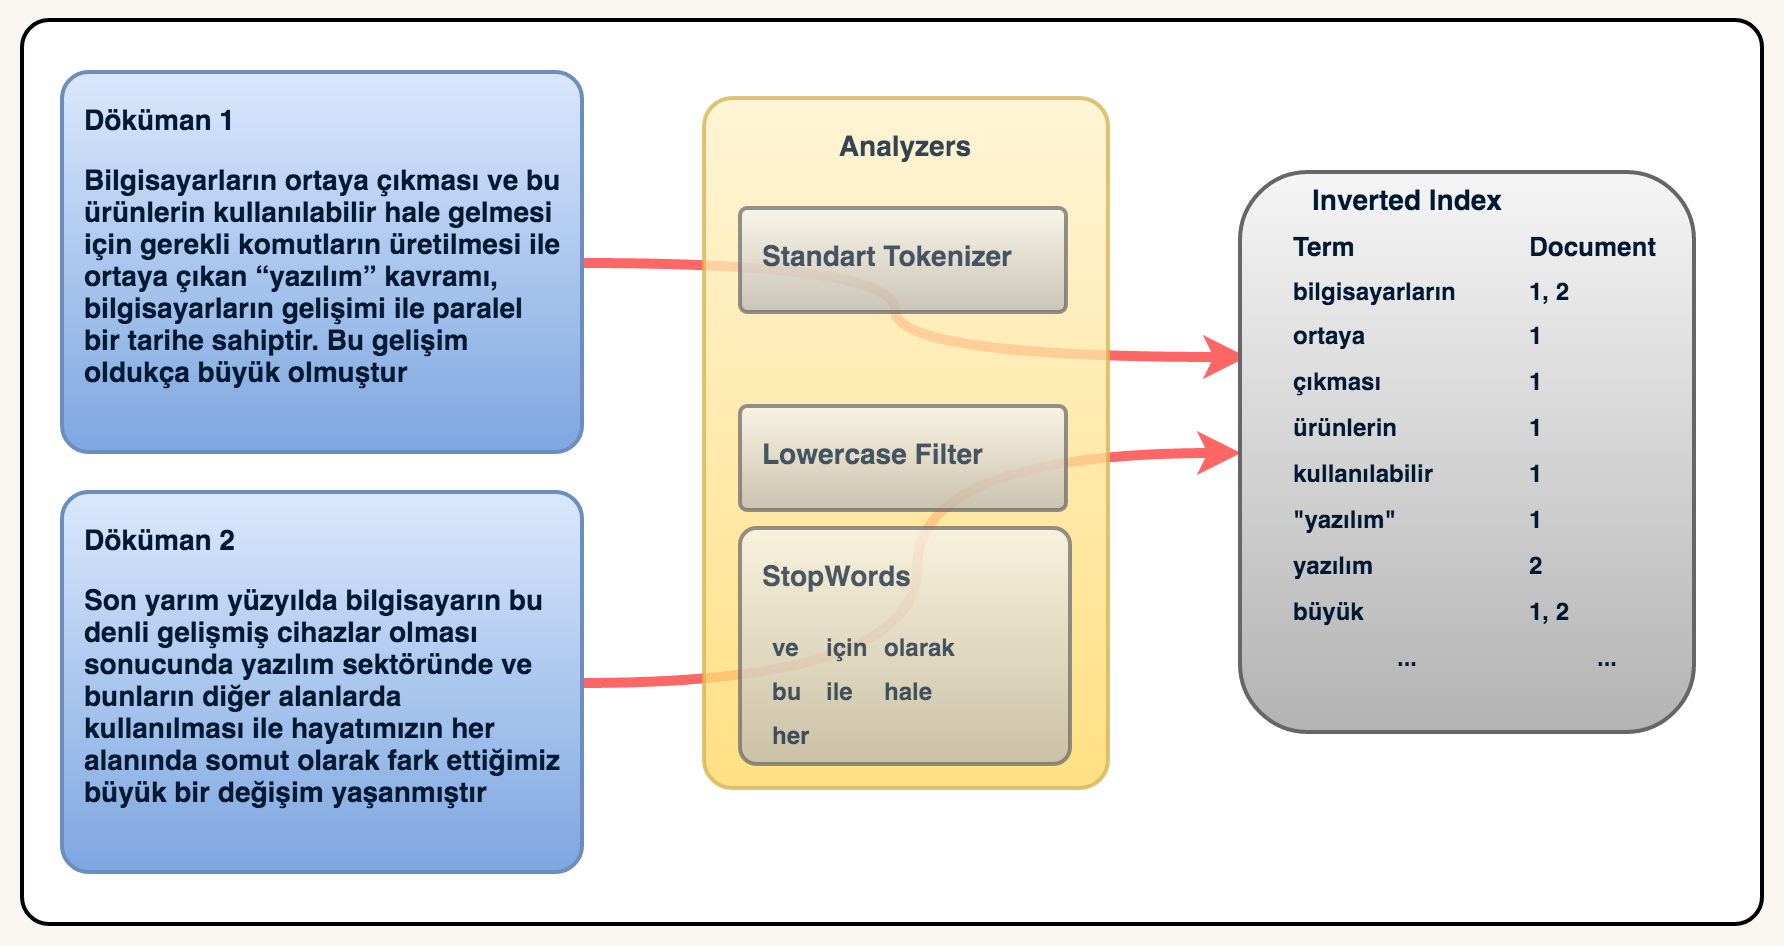 Döküman 1
Bilgisayarların ortaya çıkması ve bu
ürünlerin kullanılabilir hale gelmesi
için gerekli komutların üretilmesi ile
ortaya çıkan “yazılım” kavramı,
bilgisayarların gelişimi ile paralel
bir tarihe sahiptir. Bu gelişim
oldukça büyük olmuştur
Döküman 2
Son yarım yüzyılda bilgisayarın bu
denli gelişmiş cihazlar olması
sonucunda yazılım sektöründe ve
bunların diğer alanlarda
kullanılması ile hayatımızın her
alanında somut olarak fark ettiğimiz
büyük bir değişim yaşanmıştır
Analyzers
Standart Tokenizer
Lowercase Filter
StopWords
ve için olarak
bu ile hale
her
Inverted Index
Term Document
bilgisayarların 1, 2
ortaya 1
çıkması 1
ürünlerin 1
kullanılabilir 1
"yazılım" 1
yazılım 2
büyük 1, 2
... ...